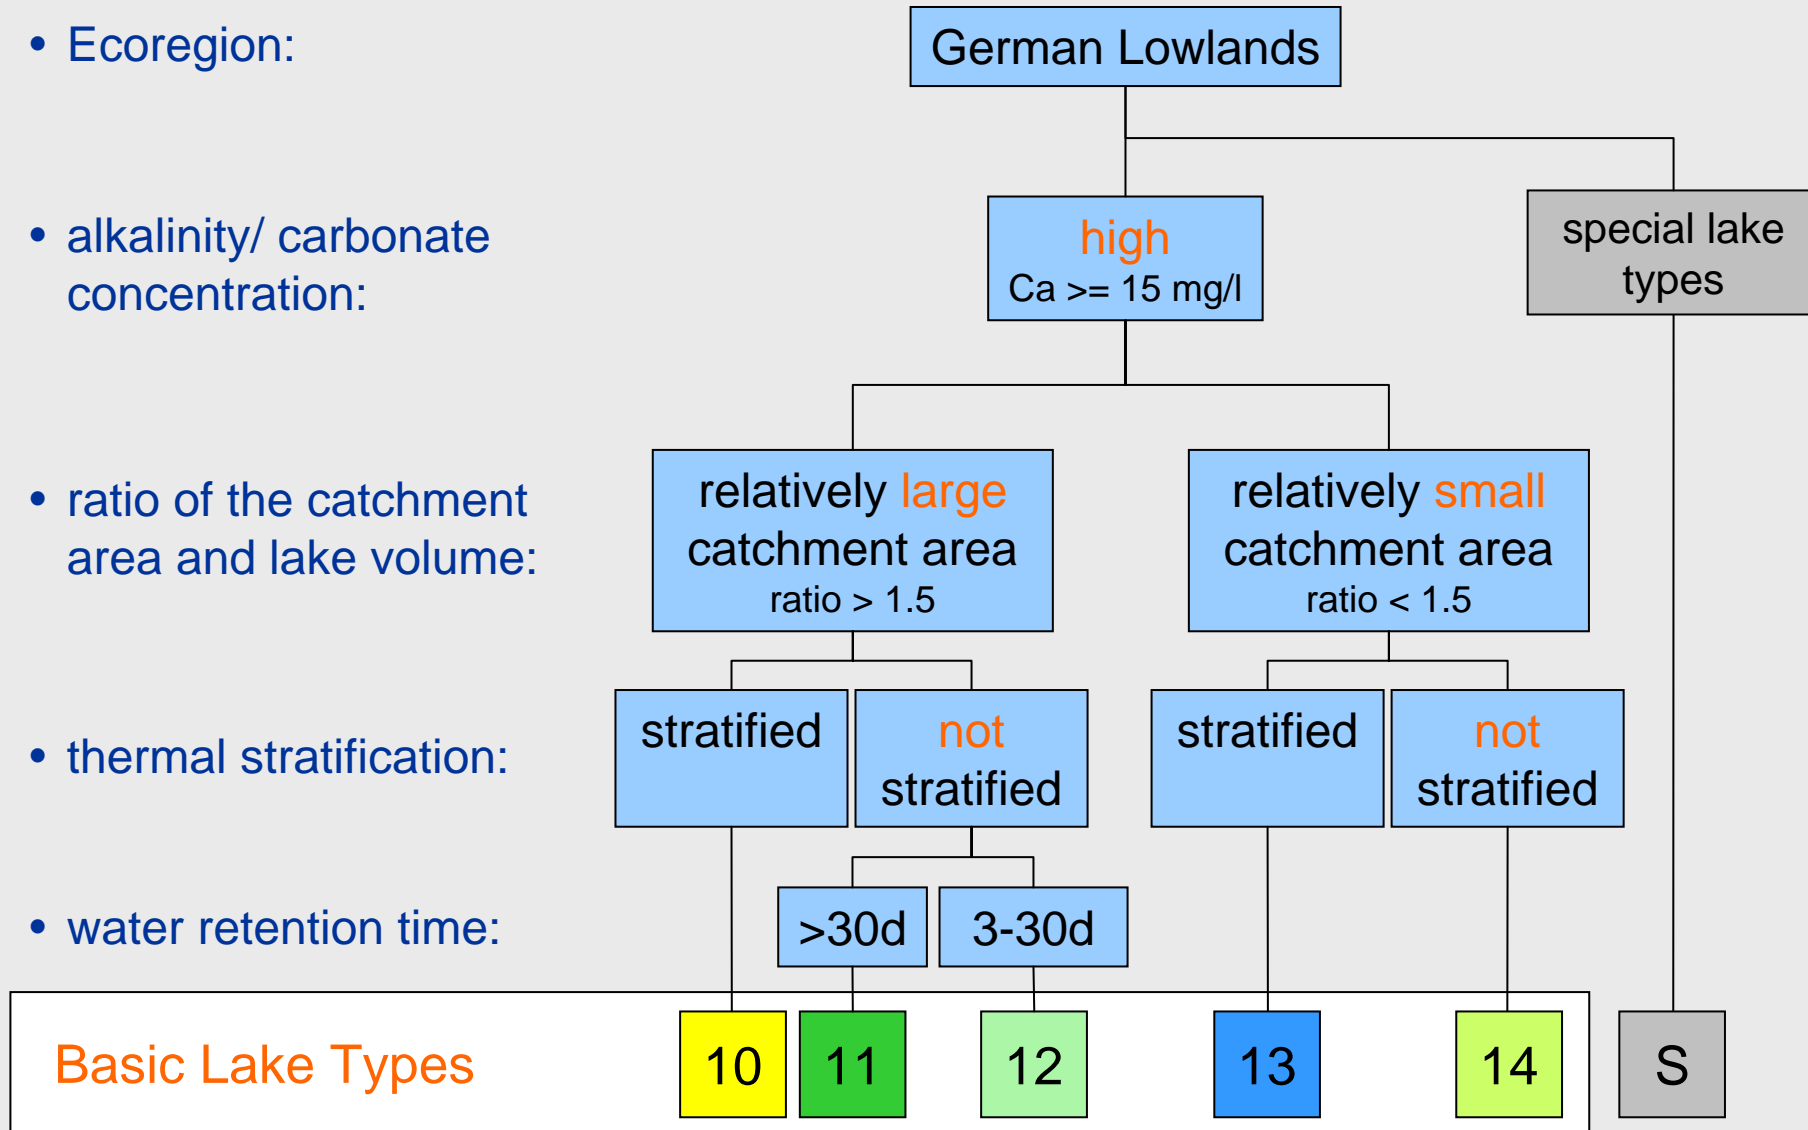 • Ecoregion:
German Lowlands
• alkalinity/ carbonate
concentration:
high
Ca >= 15 mg/l
special lake
types
• ratio of the catchment
area and lake volume:
relatively large
catchment area
ratio > 1.5
relatively small
catchment area
ratio < 1.5
• thermal stratification:
stratified
not
stratified
stratified
not
stratified
• water retention time:
>30d
3-30d
Basic Lake Types
10
11
12
13
14
S